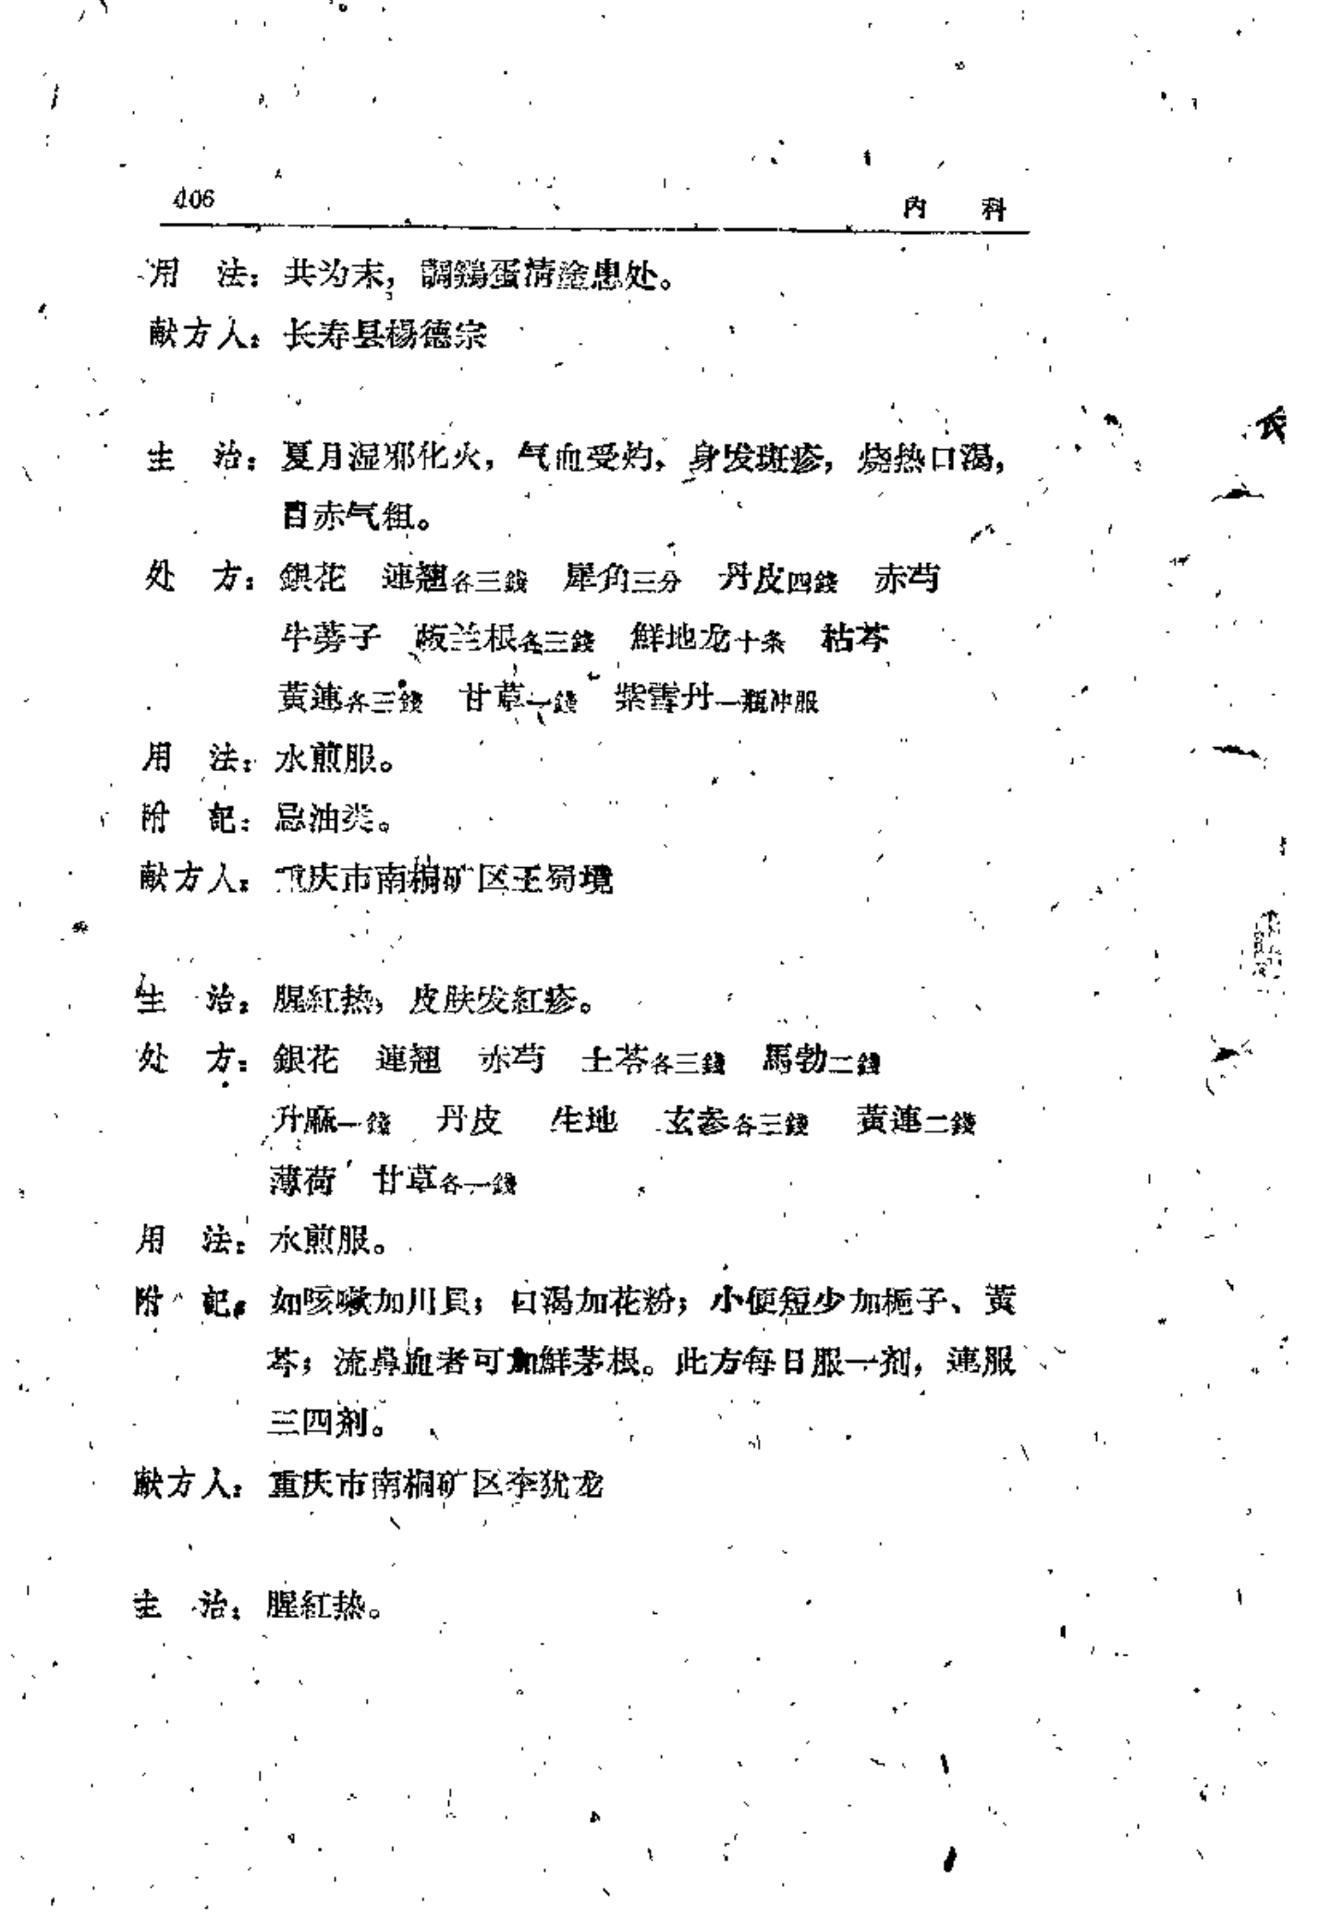 406 内 科
用 法：共为末，調鷄蛋清塗患处。
献方人：长寿县楊德宗
主 治：夏月湿邪化火，气血受灼，身发斑疹，烧热口渴，
目赤气粗。
处 方：銀花 連翘各三錢 犀角三分 丹皮四錢 赤芍
牛蒡子 板兰根各三錢 鮮地龙十条 枯芩
黃連各三錢 甘草一錢 紫雪丹一瓶冲服
用 法：水煎服。
附 記：忌油类。
献方人：重庆市南桐矿区王蜀境
主 治：腥紅热，皮肤发紅疹。
处 方：銀花 連翘 赤芍 土苓各三錢 馬勃二錢
升麻一錢 丹皮 生地 玄参各三錢 黃連二錢
薄荷 甘草各一錢
用 法：水煎服。
附 記：如咳嗽加川貝；口渴加花粉；小便短少加梔子、黃
芩；流鼻血者可加鮮茅根。此方每日服一剂，連服
三四剂。
献方人：重庆市南桐矿区李犹龙
主 治：腥紅热。